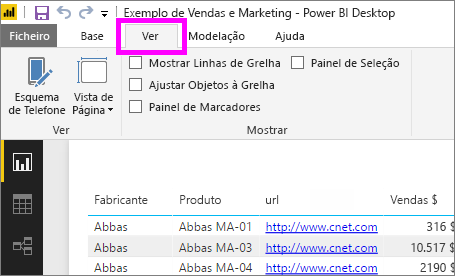 Exemplo de Vendas e Marketing - Power BI Desktop
Ficheiro Base Ver Modelação Ajuda
Esquema de Telefone
Vista de Página
Mostrar Linhas de Grelha
Ajustar Objetos à Grelha
Painel de Marcadores
Painel de Seleção
Ver Mostrar
Fabricante Produto url Vendas $
Abbas Abbas MA-01 http://www.cnet.com 316 $
Abbas Abbas MA-03 http://www.cnet.com 10.517 $
Abbas Abbas MA-04 http://www.cnet.com 2190 $